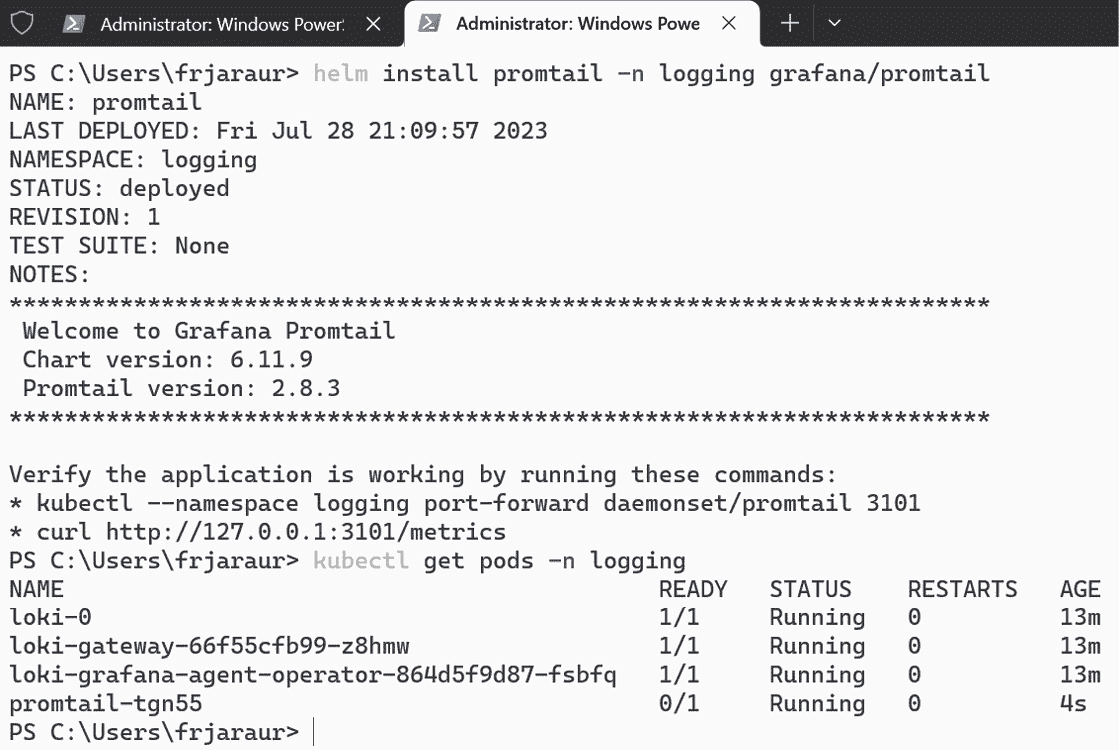 Administrator: Windows Power Administrator: Windows Powe
PS C:\Users\frjaraur> helm install promtail -n logging grafana/promtail
NAME: promtail
LAST DEPLOYED: Fri Jul 28 21:09:57 2023
NAMESPACE: logging
STATUS: deployed
REVISION: 1
TEST SUITE: None
NOTES:
***********************************************************************
 Welcome to Grafana Promtail
 Chart version: 6.11.9
 Promtail version: 2.8.3
***********************************************************************

Verify the application is working by running these commands:
* kubectl --namespace logging port-forward daemonset/promtail 3101
* curl http://127.0.0.1:3101/metrics
PS C:\Users\frjaraur> kubectl get pods -n logging
NAME READY STATUS RESTARTS AGE
loki-0 1/1 Running 0 13m
loki-gateway-66f55cfb99-z8hmw 1/1 Running 0 13m
loki-grafana-agent-operator-864d5f9d87-fsbfq 1/1 Running 0 13m
promtail-tgn55 0/1 Running 0 4s
PS C:\Users\frjaraur>